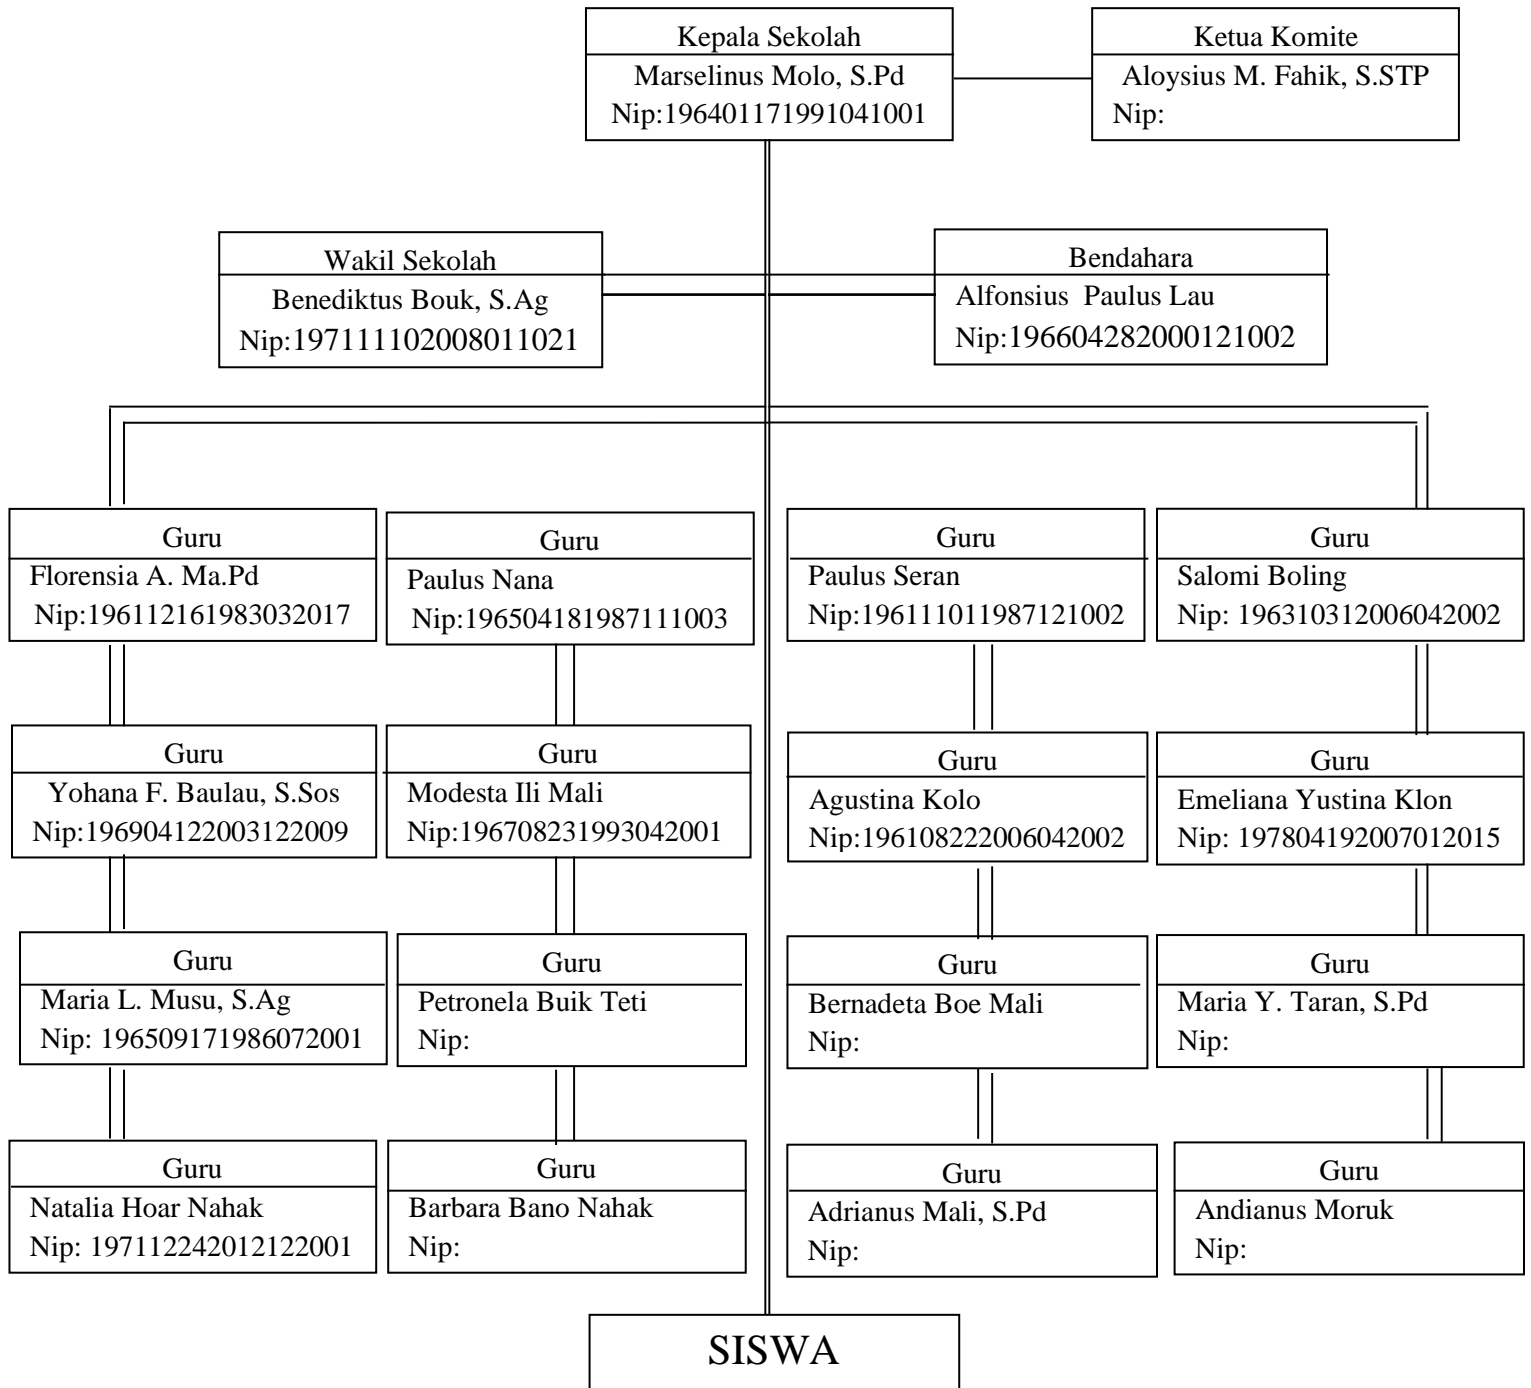 Kepala Sekolah
Marselinus Molo, S.Pd
Nip:196401171991041001
Ketua Komite
Aloysius M. Fahik, S.STP
Nip:
Wakil Sekolah
Benediktus Bouk, S.Ag
Nip:197111102008011021
Bendahara
Alfonsius Paulus Lau
Nip:196604282000121002
Guru
Florensia A. Ma.Pd
Nip:196112161983032017
Guru
Paulus Nana
Nip:196504181987111003
Guru
Paulus Seran
Nip:196111011987121002
Guru
Salomi Boling
Nip: 196310312006042002
Guru
Yohana F. Baulau, S.Sos
Nip:196904122003122009
Guru
Modesta Ili Mali
Nip:196708231993042001
Guru
Agustina Kolo
Nip:196108222006042002
Guru
Emeliana Yustina Klon
Nip: 197804192007012015
Guru
Maria L. Musu, S.Ag
Nip: 196509171986072001
Guru
Petronela Buik Teti
Nip:
Guru
Bernadeta Boe Mali
Nip:
Guru
Maria Y. Taran, S.Pd
Nip:
Guru
Natalia Hoar Nahak
Nip: 197112242012122001
Guru
Barbara Bano Nahak
Nip:
Guru
Adrianus Mali, S.Pd
Nip:
Guru
Andianus Moruk
Nip:
SISWA